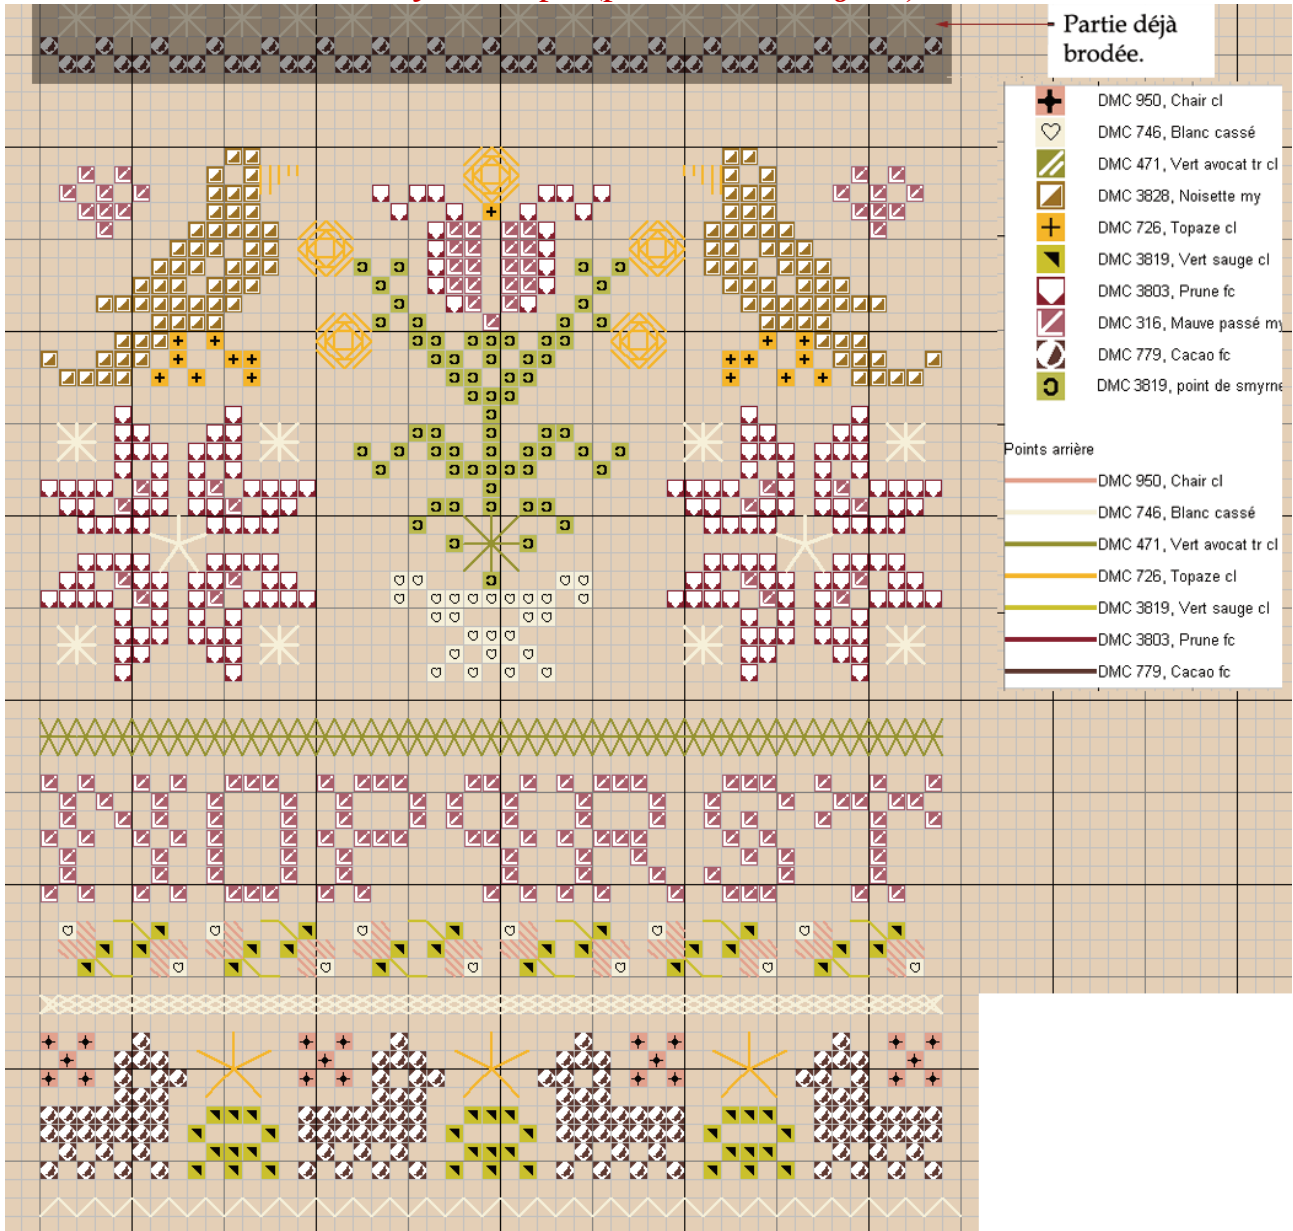 Partie déjà
brodée.
DMC 950, Chair cl
DMC 746, Blanc cassé
DMC 471, Vert avocat tr cl
DMC 3828, Noisette my
DMC 726, Topaze cl
DMC 3819, Vert sauge cl
DMC 3803, Prune fc
DMC 316, Mauve passé my
DMC 779, Cacao fc
DMC 3819, point de smyrne
Points arrière
DMC 950, Chair cl
DMC 746, Blanc cassé
DMC 471, Vert avocat tr cl
DMC 726, Topaze cl
DMC 3819, Vert sauge cl
DMC 3803, Prune fc
DMC 779, Cacao fc
N O P Q R S T